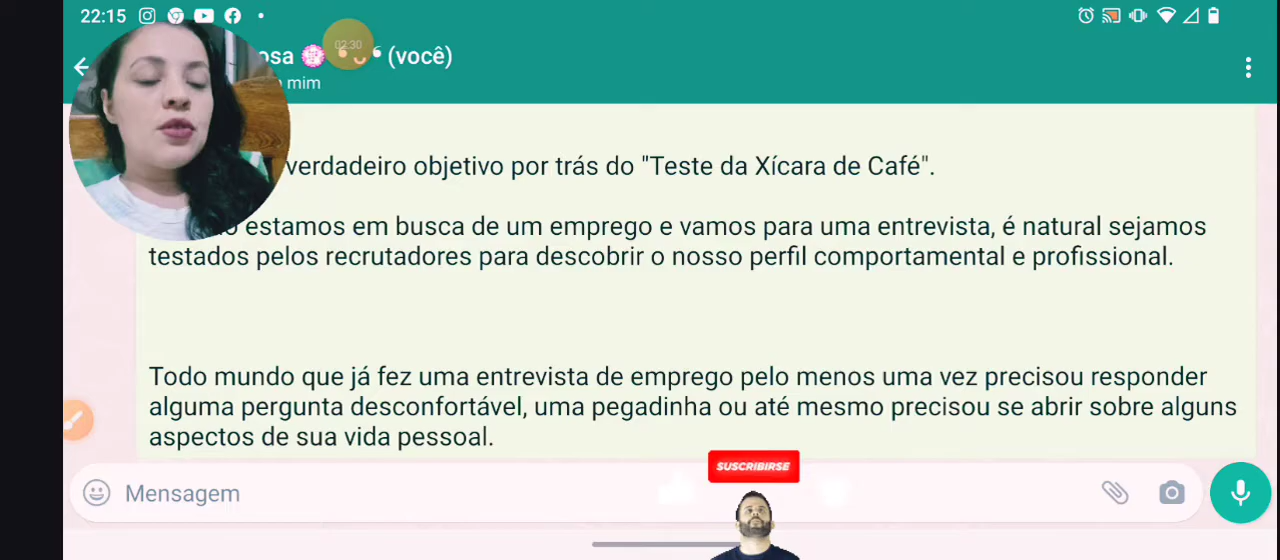 22:15
02:30
osa (você)
mim
verdadeiro objetivo por trás do "Teste da Xícara de Café".
estamos em busca de um emprego e vamos para uma entrevista, é natural sejamos
testados pelos recrutadores para descobrir o nosso perfil comportamental e profissional.
Todo mundo que já fez uma entrevista de emprego pelo menos uma vez precisou responder
alguma pergunta desconfortável, uma pegadinha ou até mesmo precisou se abrir sobre alguns
aspectos de sua vida pessoal.
SUSCRIBIRSE
Mensagem